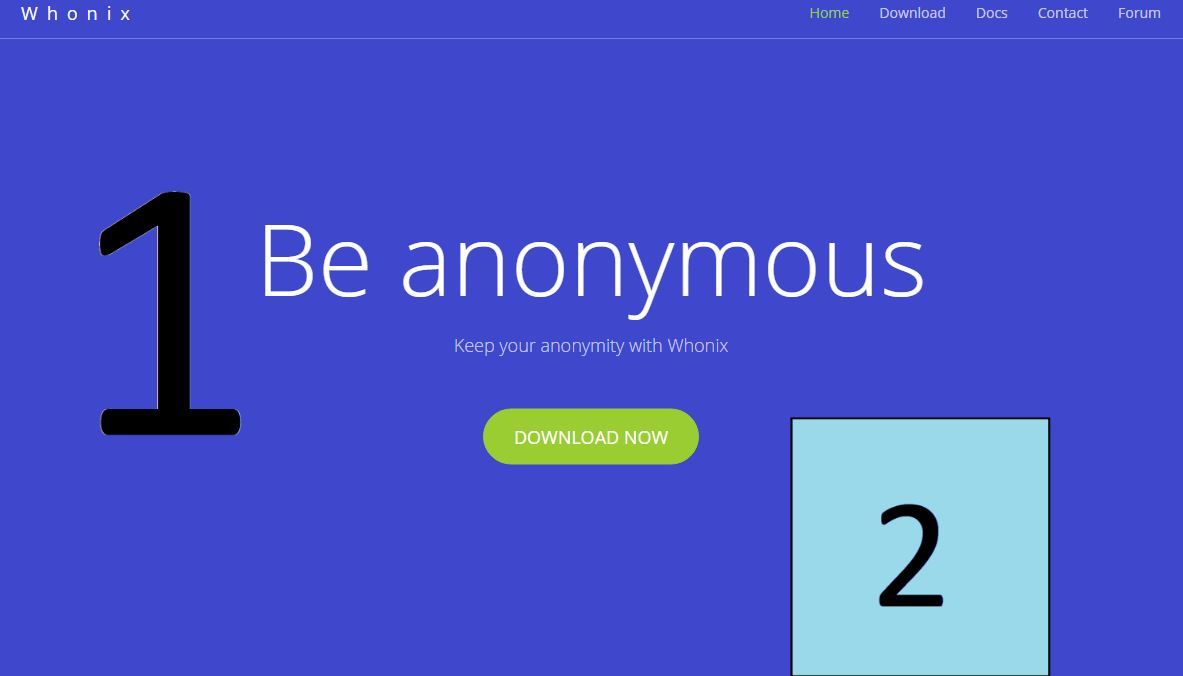 Whonix
Home Download Docs Contact Forum
1
Be anonymous
Keep your anonymity with Whonix
DOWNLOAD NOW
2